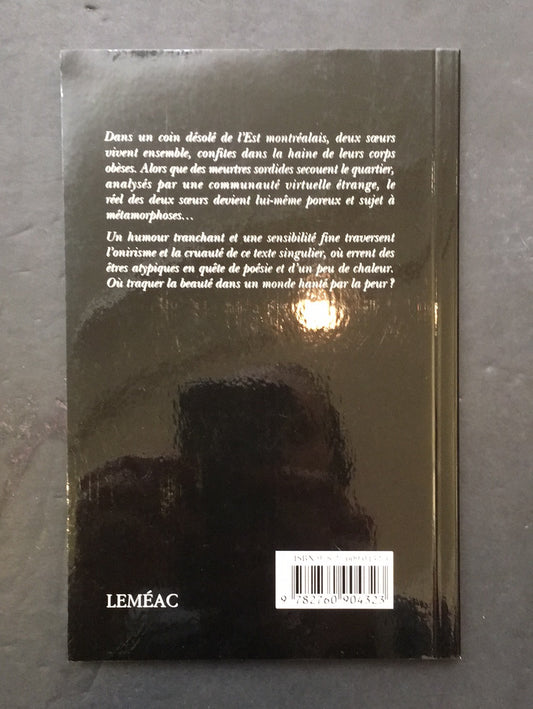 Dans un coin désolé de l'Est montréalais, deux sœurs
vivent ensemble, confites dans la haine de leurs corps
obèses. Alors que des meurtres sordides secouent le quartier,
analysés par une communauté virtuelle étrange, le
réel des deux sœurs devient lui-même poreux et sujet à
métamorphoses…
Un humour tranchant et une sensibilité fine traversent
l'onirisme et la cruauté de ce texte singulier, où errent des
êtres atypiques en quête de poésie et d'un peu de chaleur.
Où traquer la beauté dans un monde hanté par la peur ?
ISBN
9 782760 904323
LEMÉAC